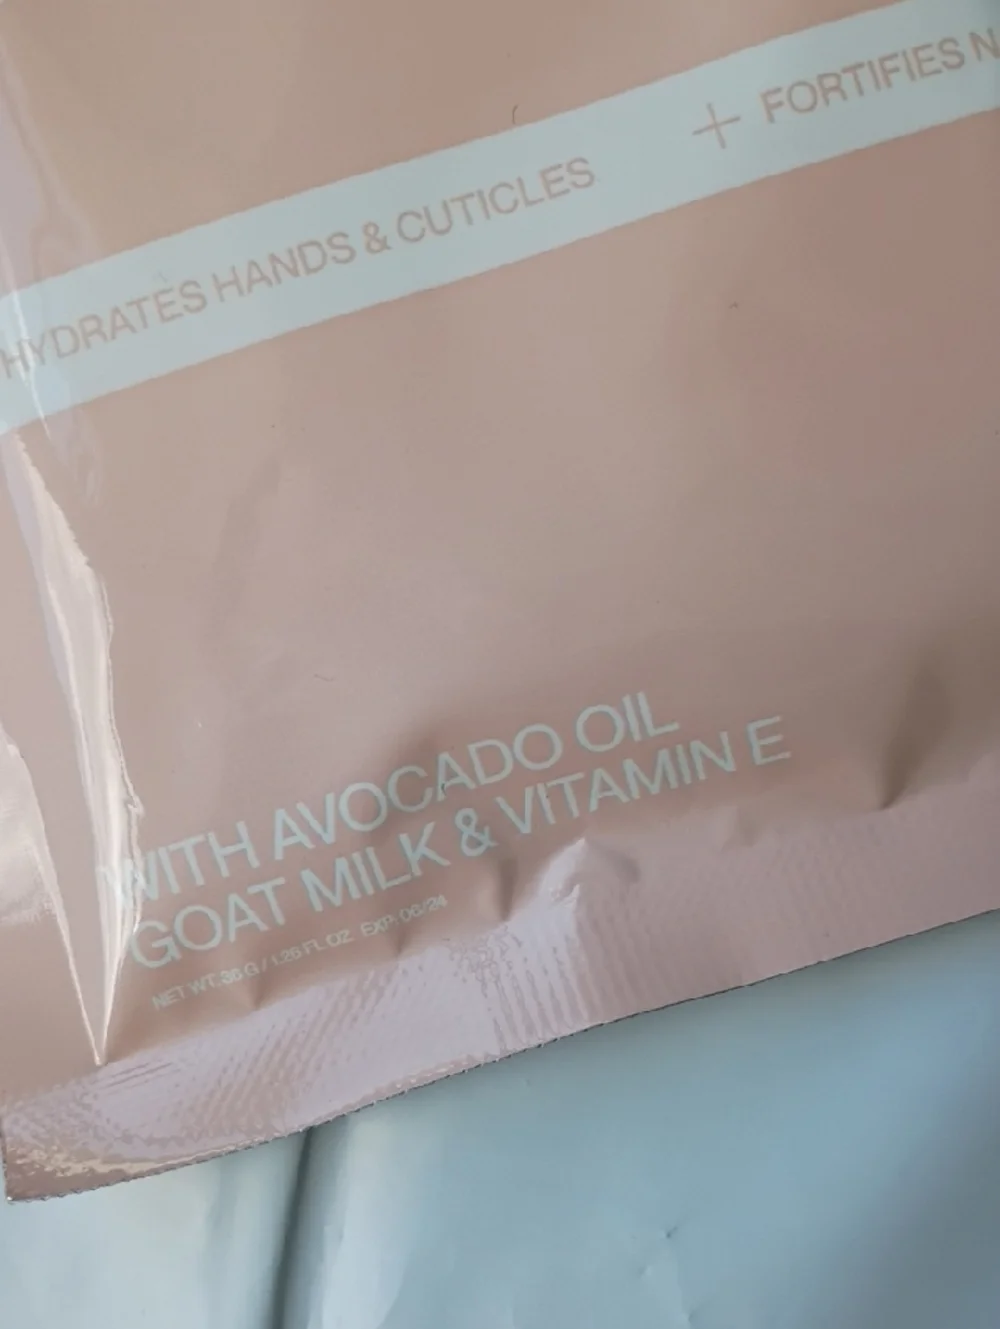 HYDRATES HANDS & CUTICLES + FORTIFIES N
WITH AVOCADO OIL
GOAT MILK & VITAMIN E
NET WT. 36 G / 1.26 FL OZ EXP: 06/24